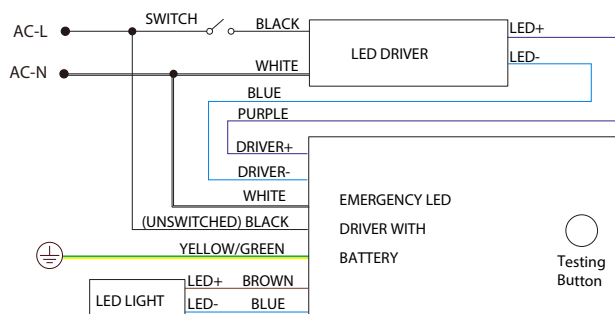 SWITCH
AC-L
BLACK
LED+
LED DRIVER
LED-
AC-N
WHITE
BLUE
PURPLE
DRIVER+
DRIVER-
WHITE
(UNSWITCHED) BLACK
YELLOW/GREEN
EMERGENCY LED
DRIVER WITH
BATTERY
Testing
Button
LED LIGHT
LED+ BROWN
LED- BLUE